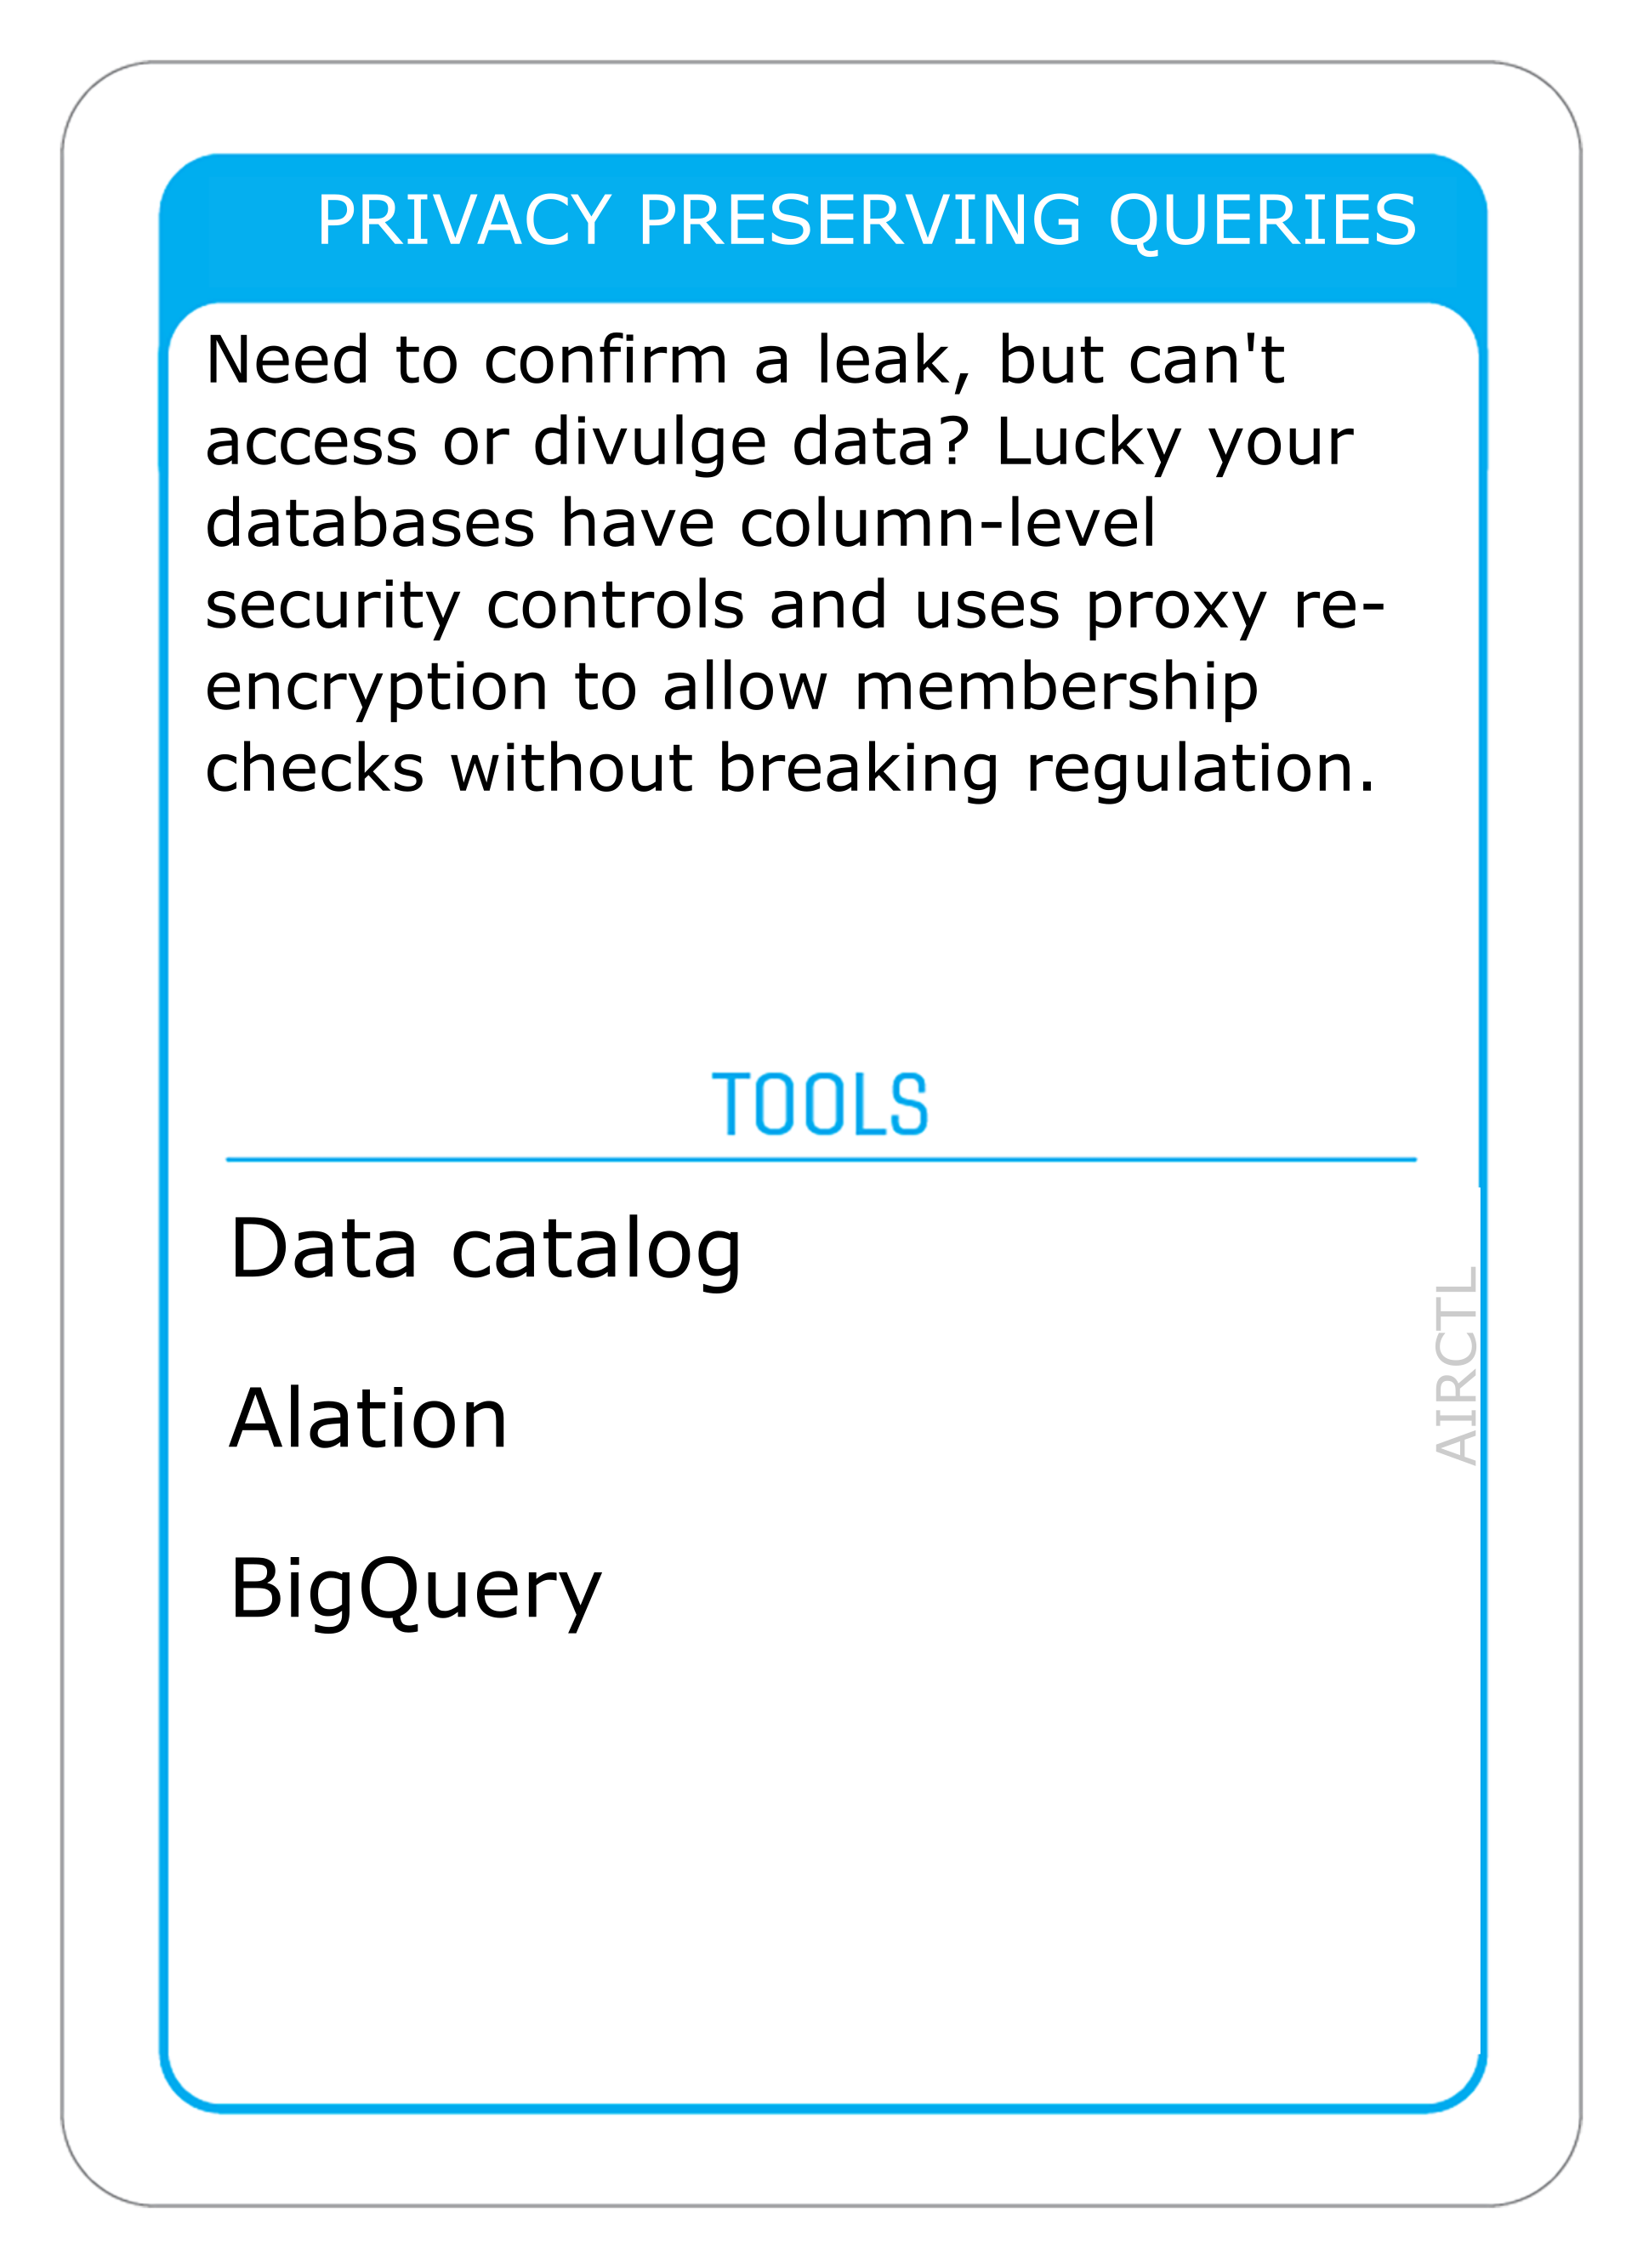 PRIVACY PRESERVING QUERIES
Need to confirm a leak, but can't
access or divulge data? Lucky your
databases have column-level
security controls and uses proxy re-
encryption to allow membership
checks without breaking regulation.
TOOLS
Data catalog
Alation
BigQuery
AIRCTL